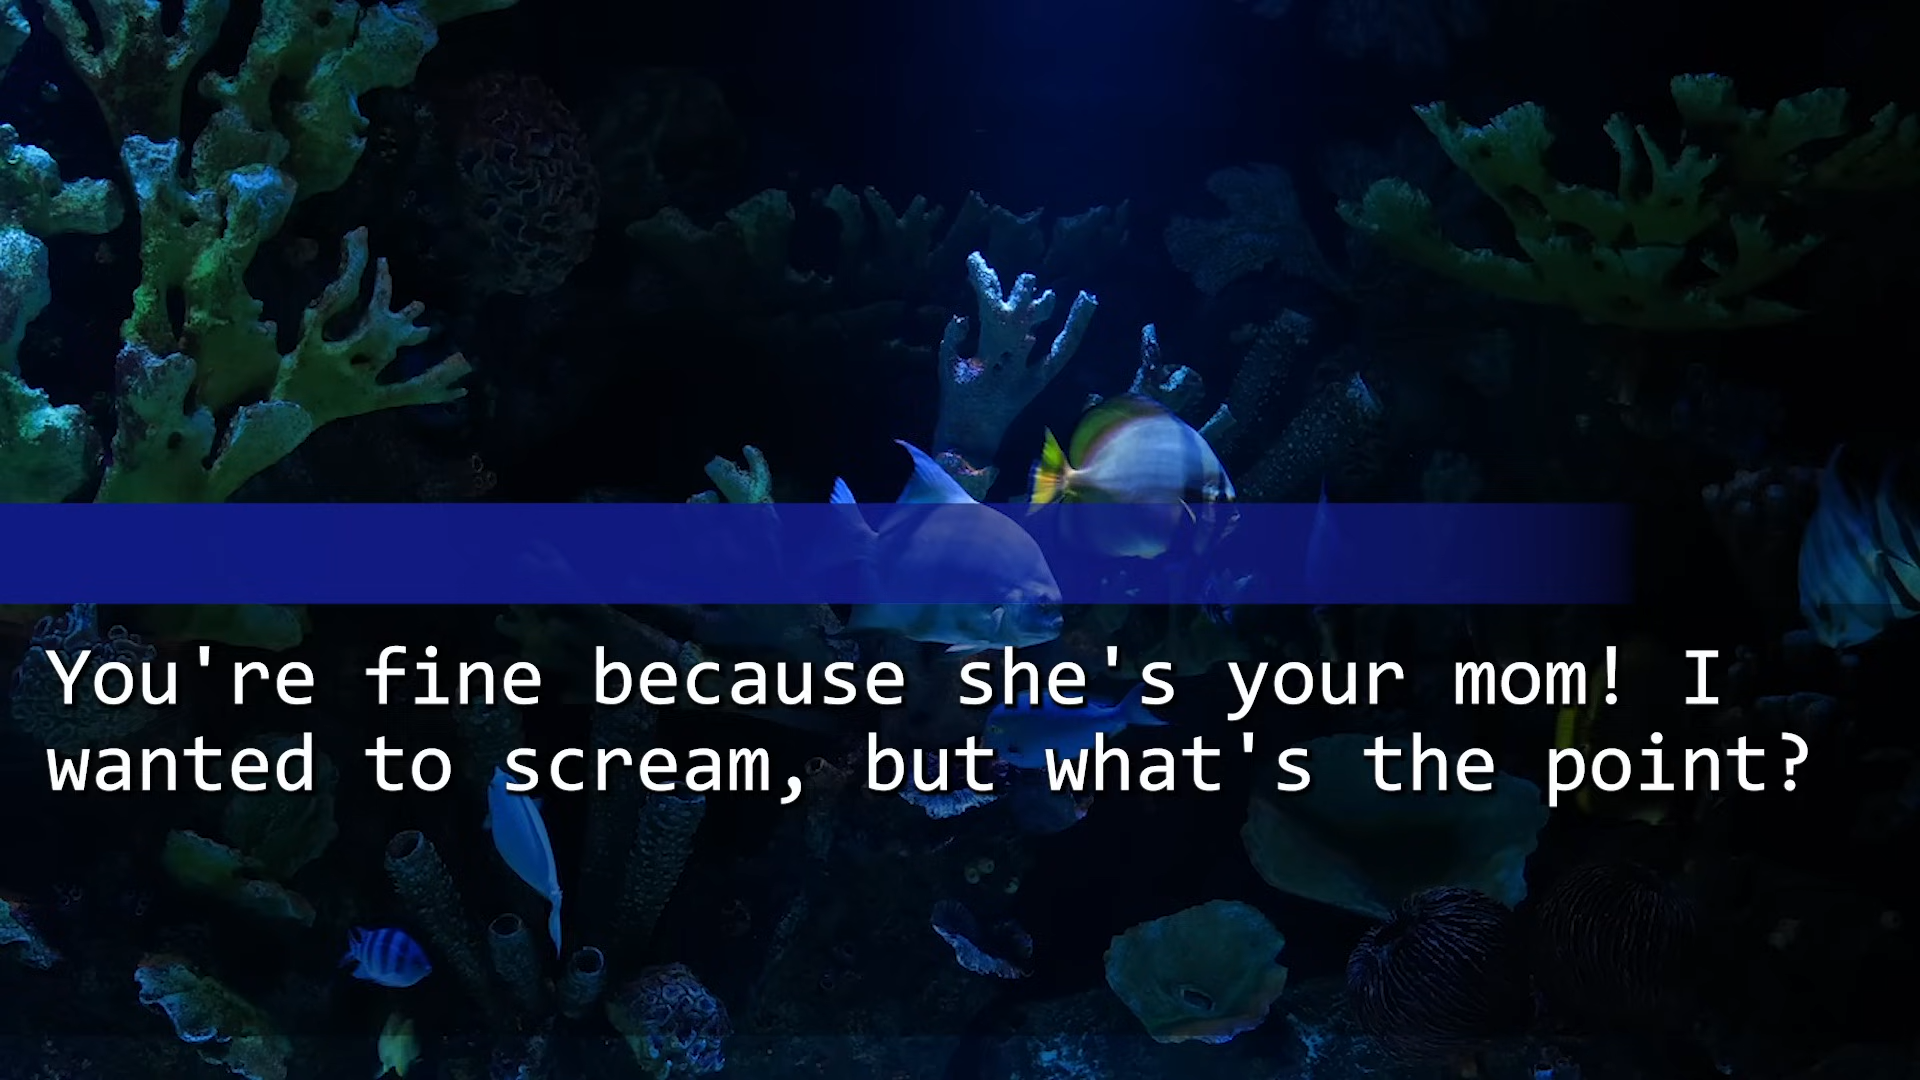 You're fine because she's your mom! I
wanted to scream, but what's the point?